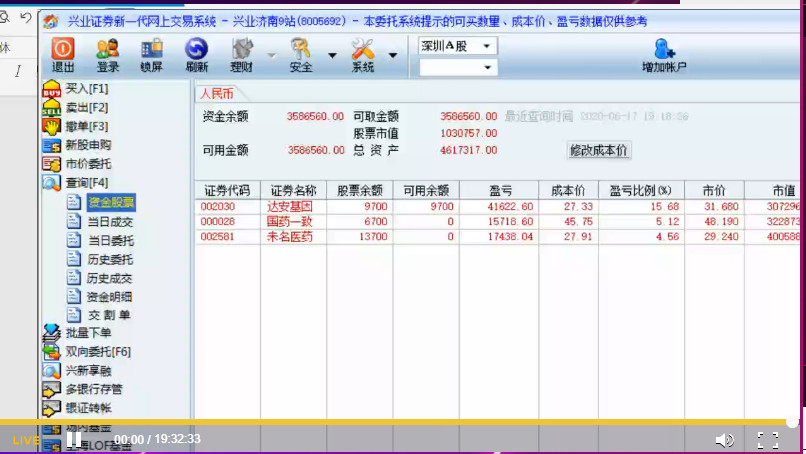 兴业证券新一代网上交易系统 - 兴业济南9站(8005692) - 本委托系统提示的可买数量、成本价、盈亏数据仅供参考
体
I
退出 登录 锁屏 刷新 理财 安全 系统 深圳A股 增加帐户
买入[F1]
卖出[F2]
撤单[F3]
新股申购
市价委托
查询[F4]
资金股票
当日成交
当日委托
历史委托
历史成交
资金明细
交 割 单
批量下单
双向委托[F6]
兴新享融
多银行存管
银证转帐
场内基金
上海LOF基金
人民币
资金余额 3586560.00 可取金额 3586560.00 最近查询时间 2020-06-17 19:18:26
股票市值 1030757.00
可用金额 3586560.00 总 资 产 4617317.00 修改成本价
证券代码 证券名称 股票余额 可用余额 盈亏 成本价 盈亏比例(%) 市价 市值
002030 达安基因 9700 9700 41622.60 27.33 15.68 31.680 307296
000028 国药一致 6700 0 15718.60 45.75 5.12 48.190 322873
002581 未名医药 13700 0 17438.04 27.91 4.56 29.240 400588
LIVE 00:00 / 19:32:33